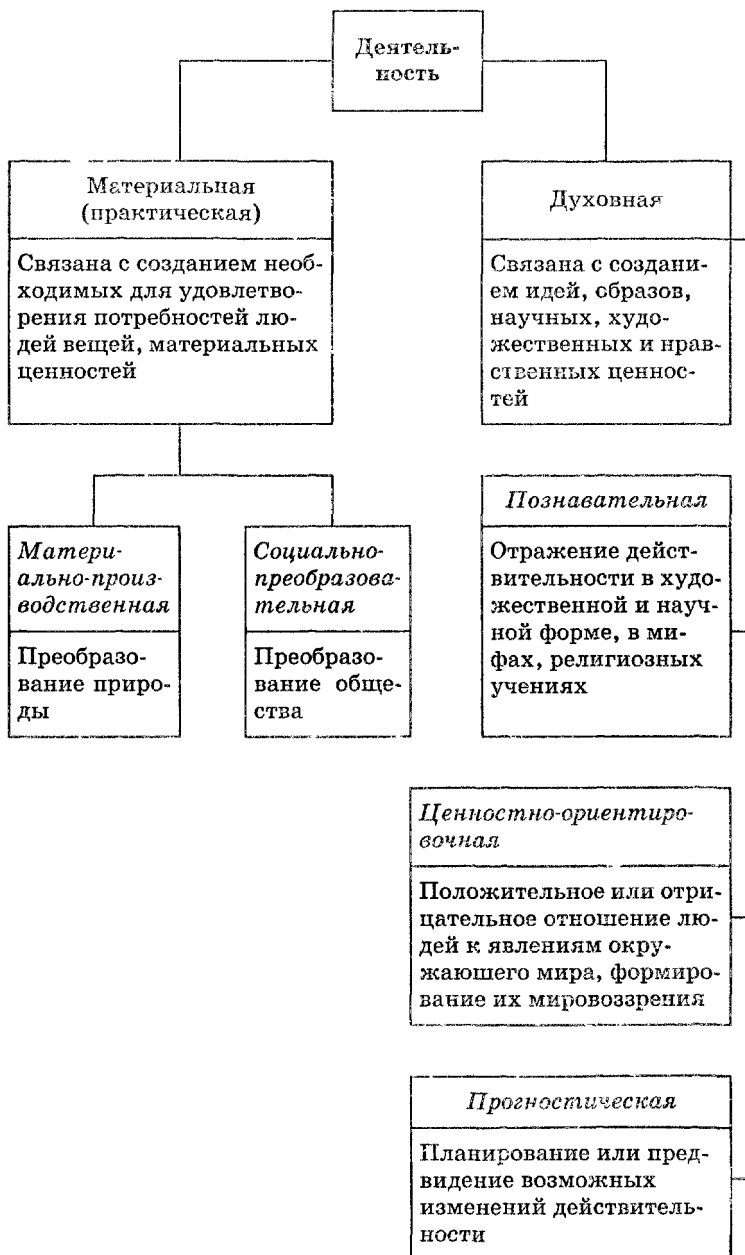 Деятель-
ность
Материальная
(практическая)
Связана с созданием необ-
ходимых для удовлетво-
рения потребностей лю-
дей вещей, материальных
ценностей
Духовная
Связана с создани-
ем идей, образов,
научных, худо-
жественных и нрав-
ственных ценнос-
тей
Матери-
ально-произ-
водственная
Преобразо-
вание приро-
ды
Социально-
преобразова-
тельная
Преобразо-
вание обще-
ства
Познавательная
Отражение дейст-
вительности в худо-
жественной и науч-
ной форме, в ми-
фах, религиозных
учениях
Ценностно-ориентиро-
вочная
Положительное или отри-
цательное отношение лю-
дей к явлениям окру-
жающего мира, формиро-
вание их мировоззрения
Прогностическая
Планирование или пред-
видение возможных
изменений действитель-
ности